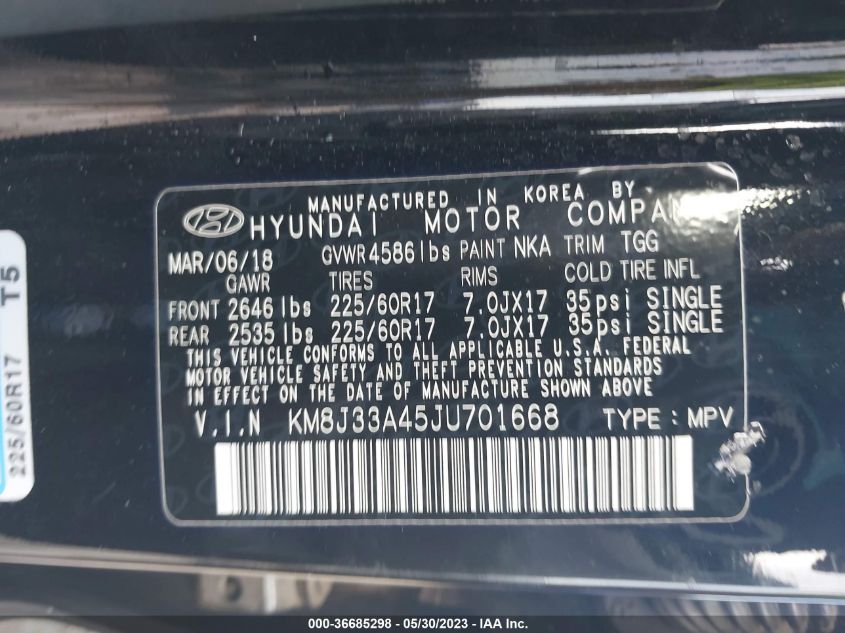 MANUFACTURED IN KOREA BY
HYUNDAI MOTOR COMPAN
MAR/06/18 GVWR 4586 lbs PAINT NKA TRIM TGG
GAWR TIRES RIMS COLD TIRE INFL
FRONT 2646 lbs 225/60R17 7.0JX17 35psi SINGLE
REAR 2535 lbs 225/60R17 7.0JX17 35psi SINGLE
THIS VEHICLE CONFORMS TO ALL APPLICABLE U.S.A. FEDERAL
MOTOR VEHICLE SAFETY AND THEFT PREVENTION STANDARDS
IN EFFECT ON THE DATE OF MANUFACTURE SHOWN ABOVE.
V.I.N KM8J33A45JU701668 TYPE : MPV
225/60R17 T5
000-36685298 - 05/30/2023 - © IAA Inc.